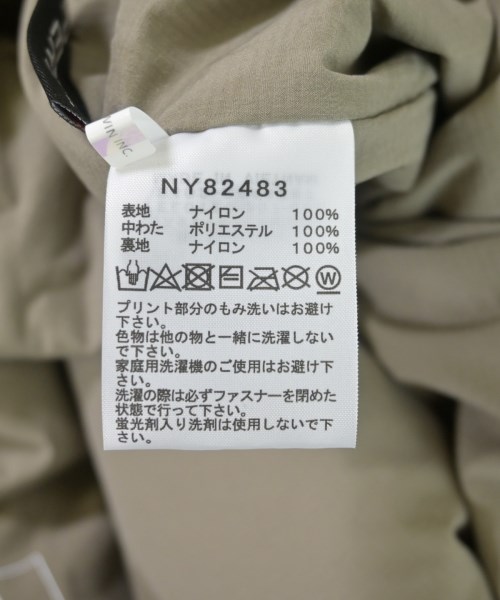 VIN INC
NY82483
表地 ナイロン 100%
中わた ポリエステル 100%
裏地 ナイロン 100%
W
プリント部分のもみ洗いはお避け
下さい。
色物は他の物と一緒に洗濯しない
で下さい。
家庭用洗濯機のご使用はお避け下
さい。
洗濯の際は必ずファスナーを閉めた
状態で行って下さい。
蛍光剤入り洗剤は使用しないで下
さい。